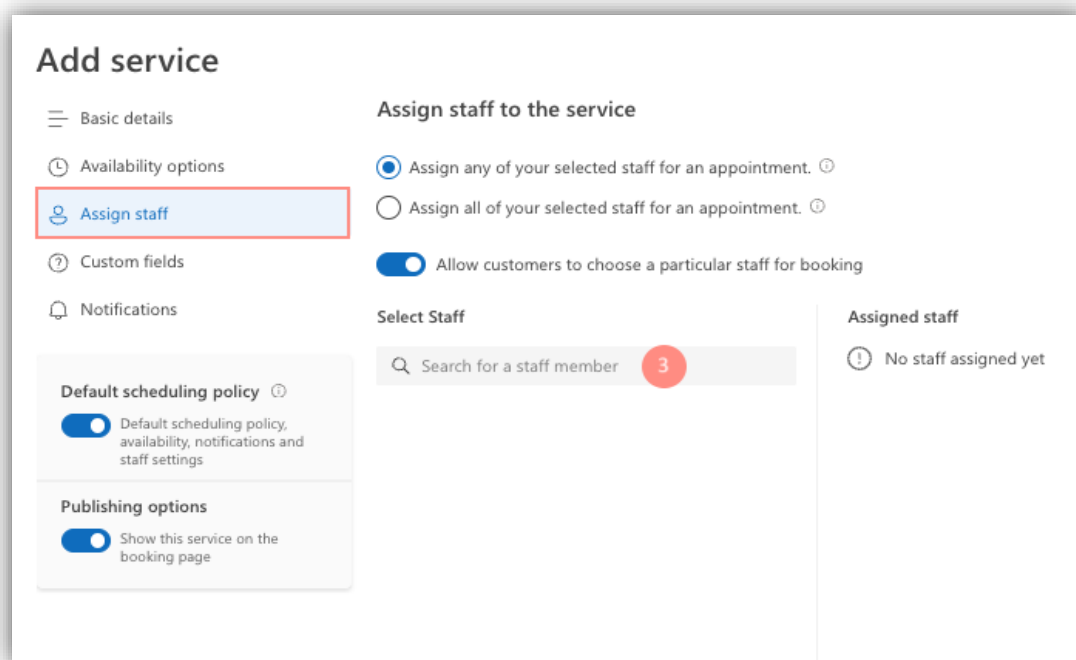 Add service
Basic details
Availability options
Assign staff
Custom fields
Notifications
Default scheduling policy
Default scheduling policy,
availability, notifications and
staff settings
Publishing options
Show this service on the
booking page
Assign staff to the service
Assign any of your selected staff for an appointment.
Assign all of your selected staff for an appointment.
Allow customers to choose a particular staff for booking
Select Staff
Search for a staff member 3
Assigned staff
No staff assigned yet